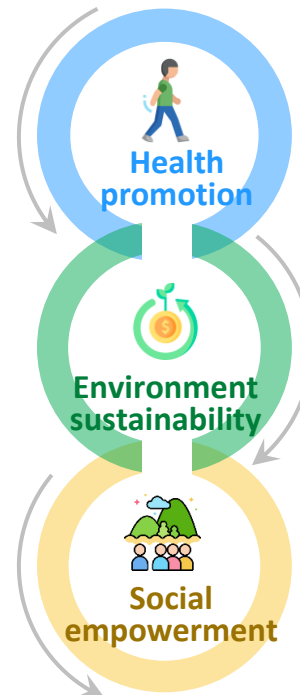 Health
promotion
$
Environment
sustainability
Social
empowerment